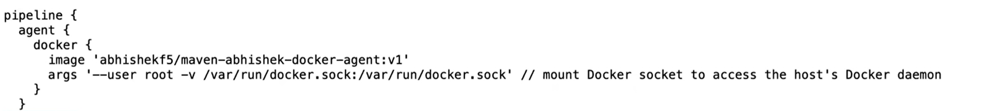 pipeline {
  agent {
    docker {
      image 'abhishekf5/maven-abhishek-docker-agent:v1'
      args '--user root -v /var/run/docker.sock:/var/run/docker.sock' // mount Docker socket to access the host's Docker daemon
    }
  }